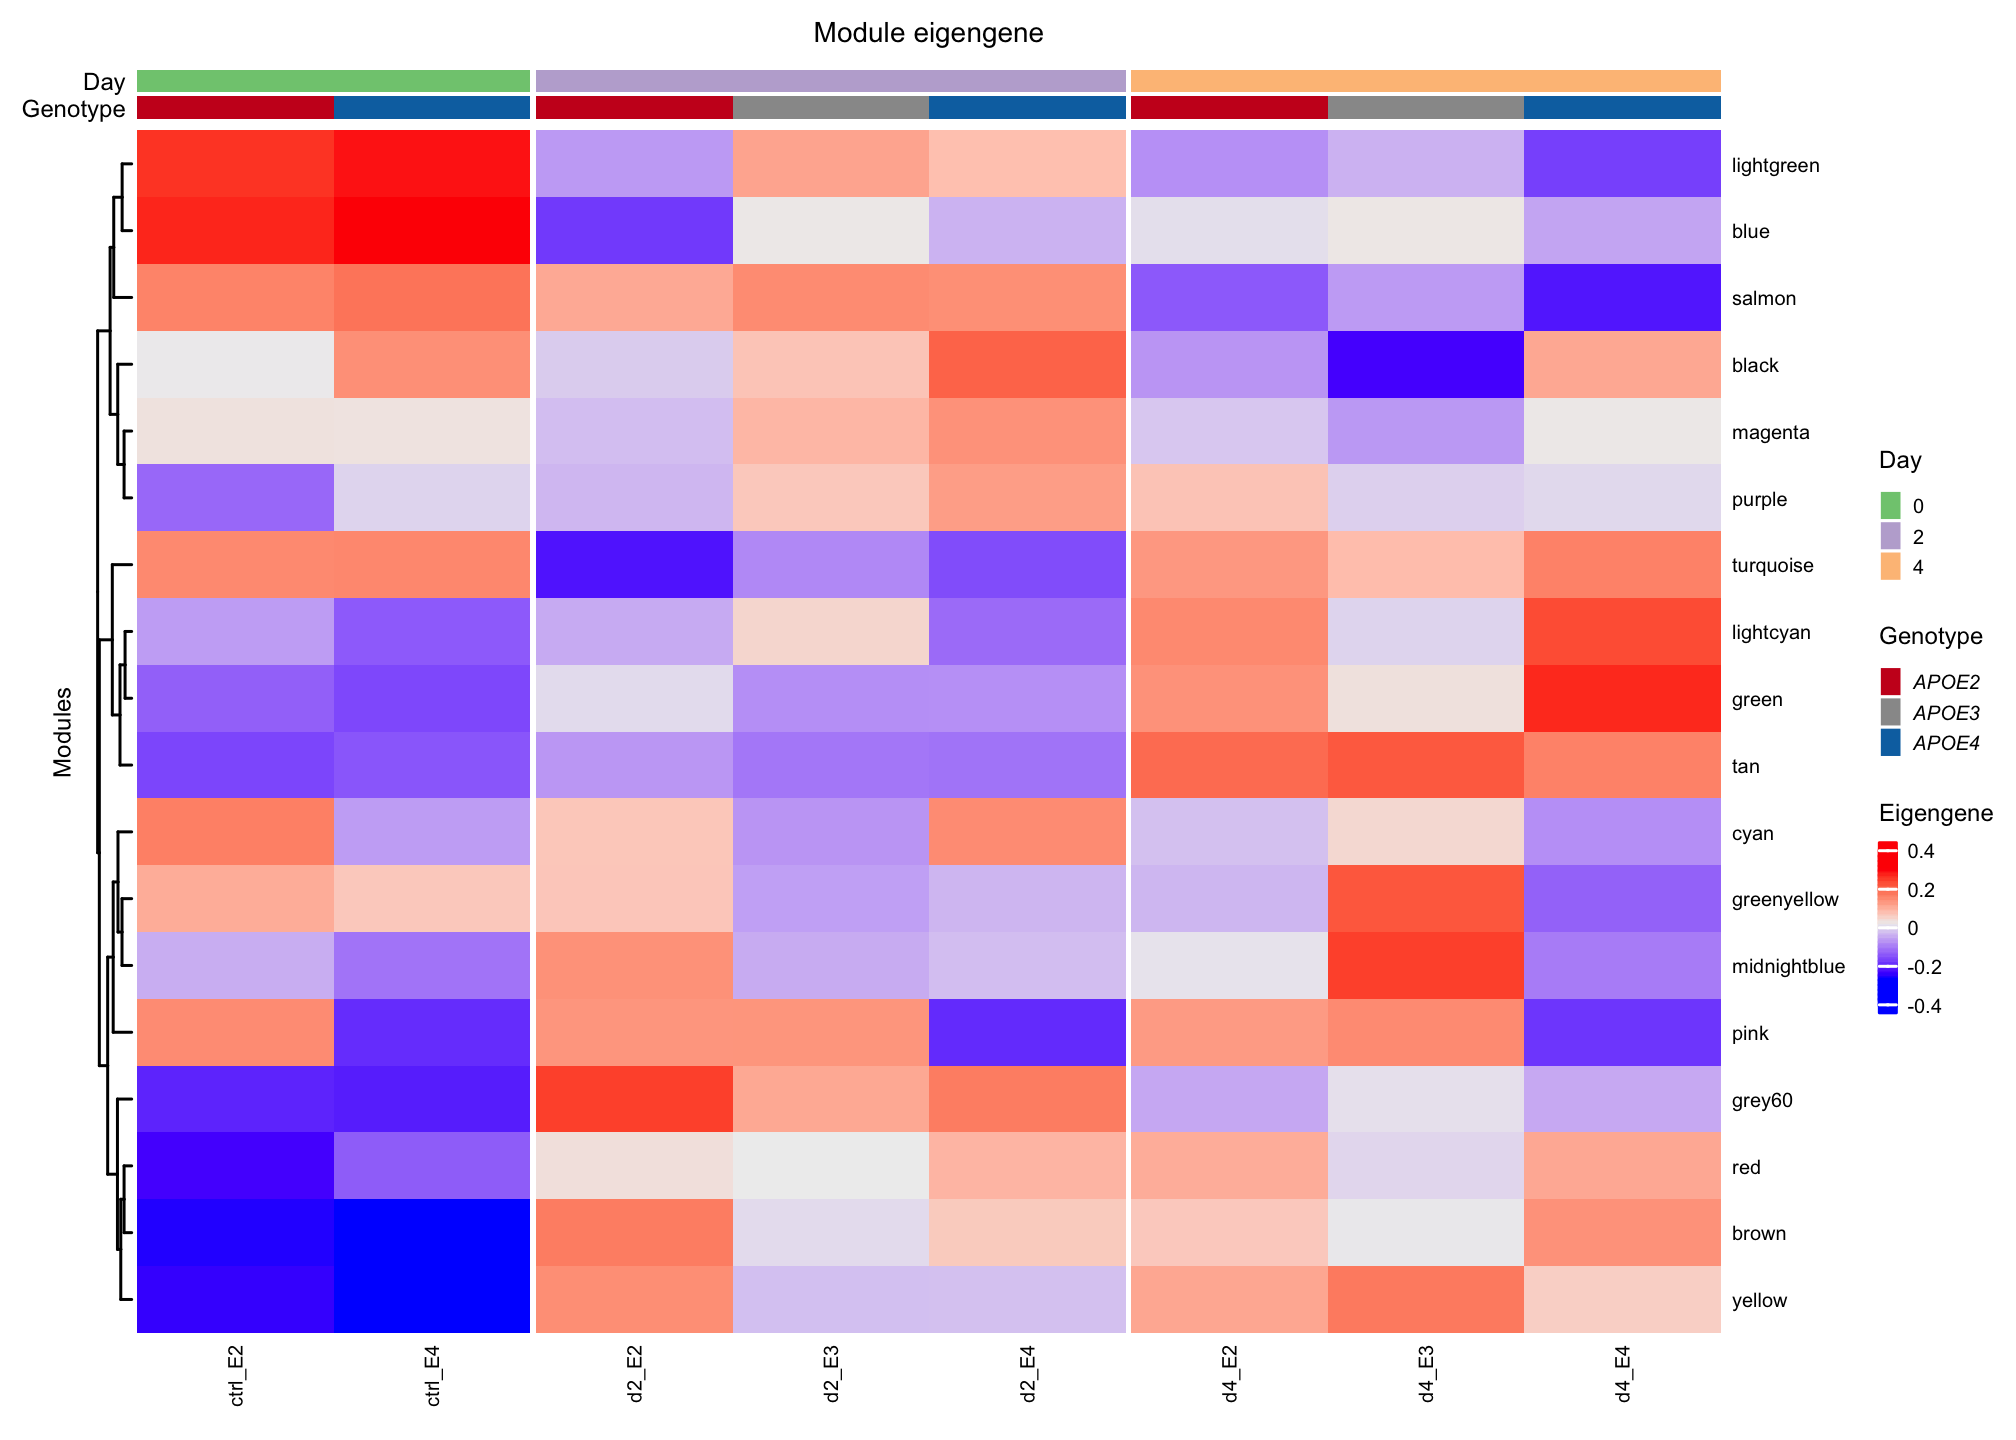 Module eigengene
Day
Genotype
Modules
lightgreen
blue
salmon
black
magenta
purple
turquoise
lightcyan
green
tan
cyan
greenyellow
midnightblue
pink
grey60
red
brown
yellow
ctrl_E2
ctrl_E4
d2_E2
d2_E3
d2_E4
d4_E2
d4_E3
d4_E4
Day
0
2
4
Genotype
APOE2
APOE3
APOE4
Eigengene
0.4
0.2
0
-0.2
-0.4